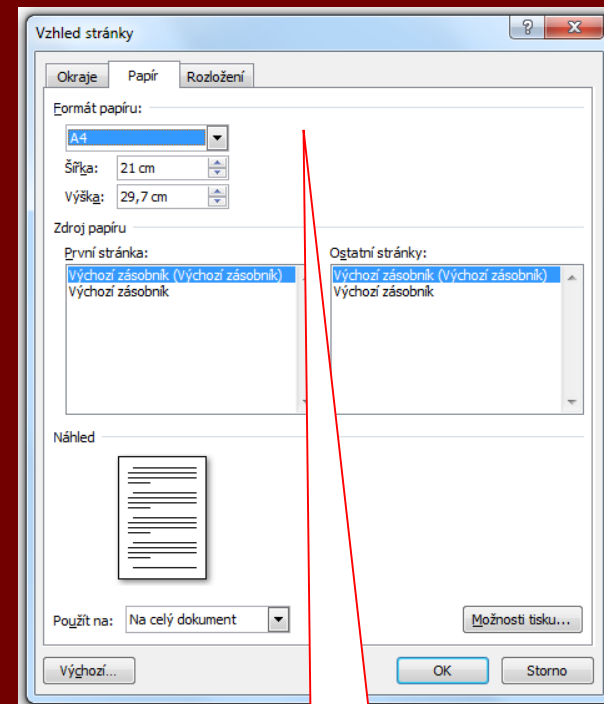 Vzhled stránky
Okraje Papír Rozložení
Formát papíru:
A4
Šířka: 21 cm
Výška: 29,7 cm
Zdroj papíru
První stránka:
Výchozí zásobník (Výchozí zásobník)
Výchozí zásobník
Ostatní stránky:
Výchozí zásobník (Výchozí zásobník)
Výchozí zásobník
Náhled
Použít na: Na celý dokument
Možnosti tisku...
Výchozí... OK Storno